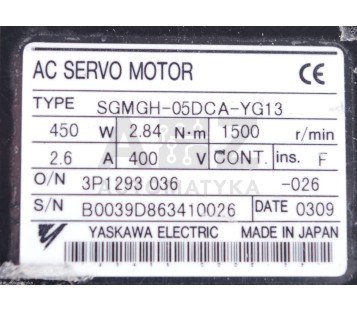 AC SERVO MOTOR CE
TYPE SGMGH-05DCA-YG13
450 W 2.84 N·m 1500 r/min
2.6 A 400 V CONT. ins. F
O/N 3P1293 036 -026
S/N B0039D863410026 DATE 0309
YASKAWA ELECTRIC MADE IN JAPAN